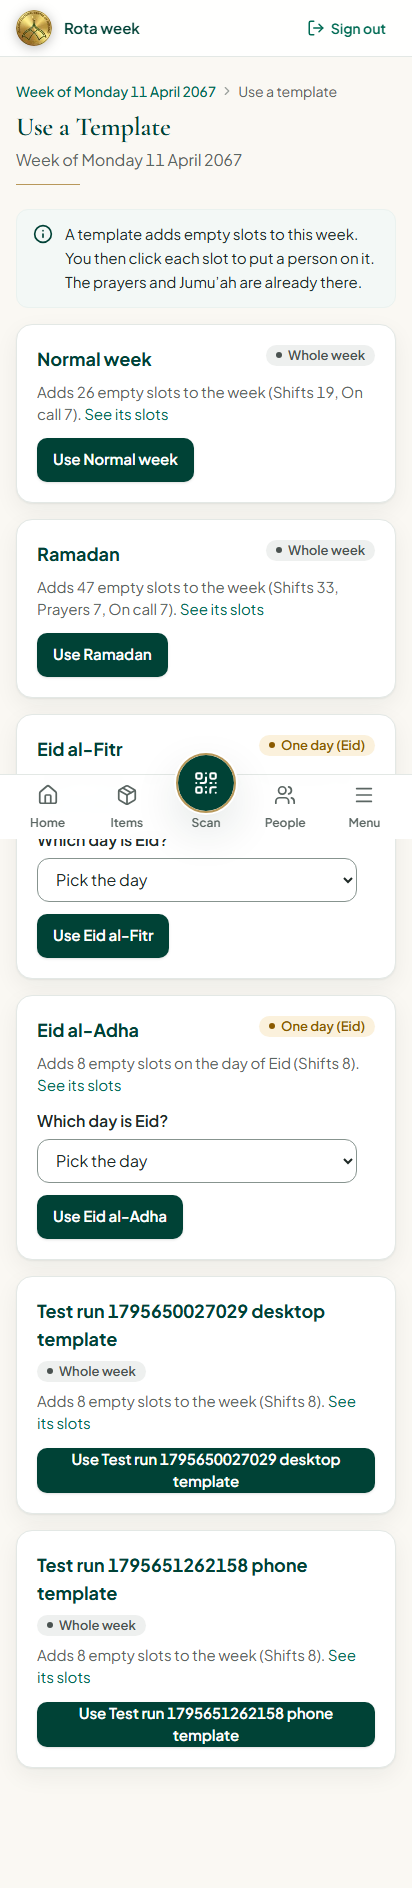 Rota week
Sign out
Week of Monday 11 April 2067 > Use a template
Use a Template
Week of Monday 11 April 2067
A template adds empty slots to this week.
You then click each slot to put a person on it.
The prayers and Jumu'ah are already there.
Normal week
Whole week
Adds 26 empty slots to the week (Shifts 19, On
call 7). See its slots
Use Normal week
Ramadan
Whole week
Adds 47 empty slots to the week (Shifts 33,
Prayers 7, On call 7). See its slots
Use Ramadan
Eid al-Fitr
One day (Eid)
Home
Items
Scan
People
Menu
Which day is Eid?
Pick the day
Use Eid al-Fitr
Eid al-Adha
One day (Eid)
Adds 8 empty slots on the day of Eid (Shifts 8).
See its slots
Which day is Eid?
Pick the day
Use Eid al-Adha
Test run 1795650027029 desktop
template
Whole week
Adds 8 empty slots to the week (Shifts 8). See
its slots
Use Test run 1795650027029 desktop
template
Test run 1795651262158 phone
template
Whole week
Adds 8 empty slots to the week (Shifts 8). See
its slots
Use Test run 1795651262158 phone
template